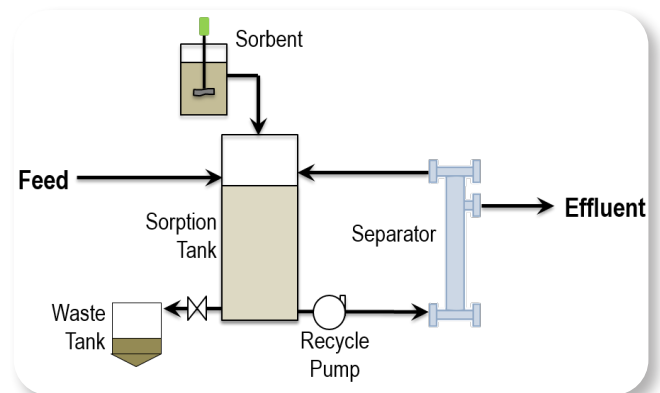 Sorbent
Feed
Sorption
Tank
Separator
Effluent
Waste
Tank
Recycle
Pump